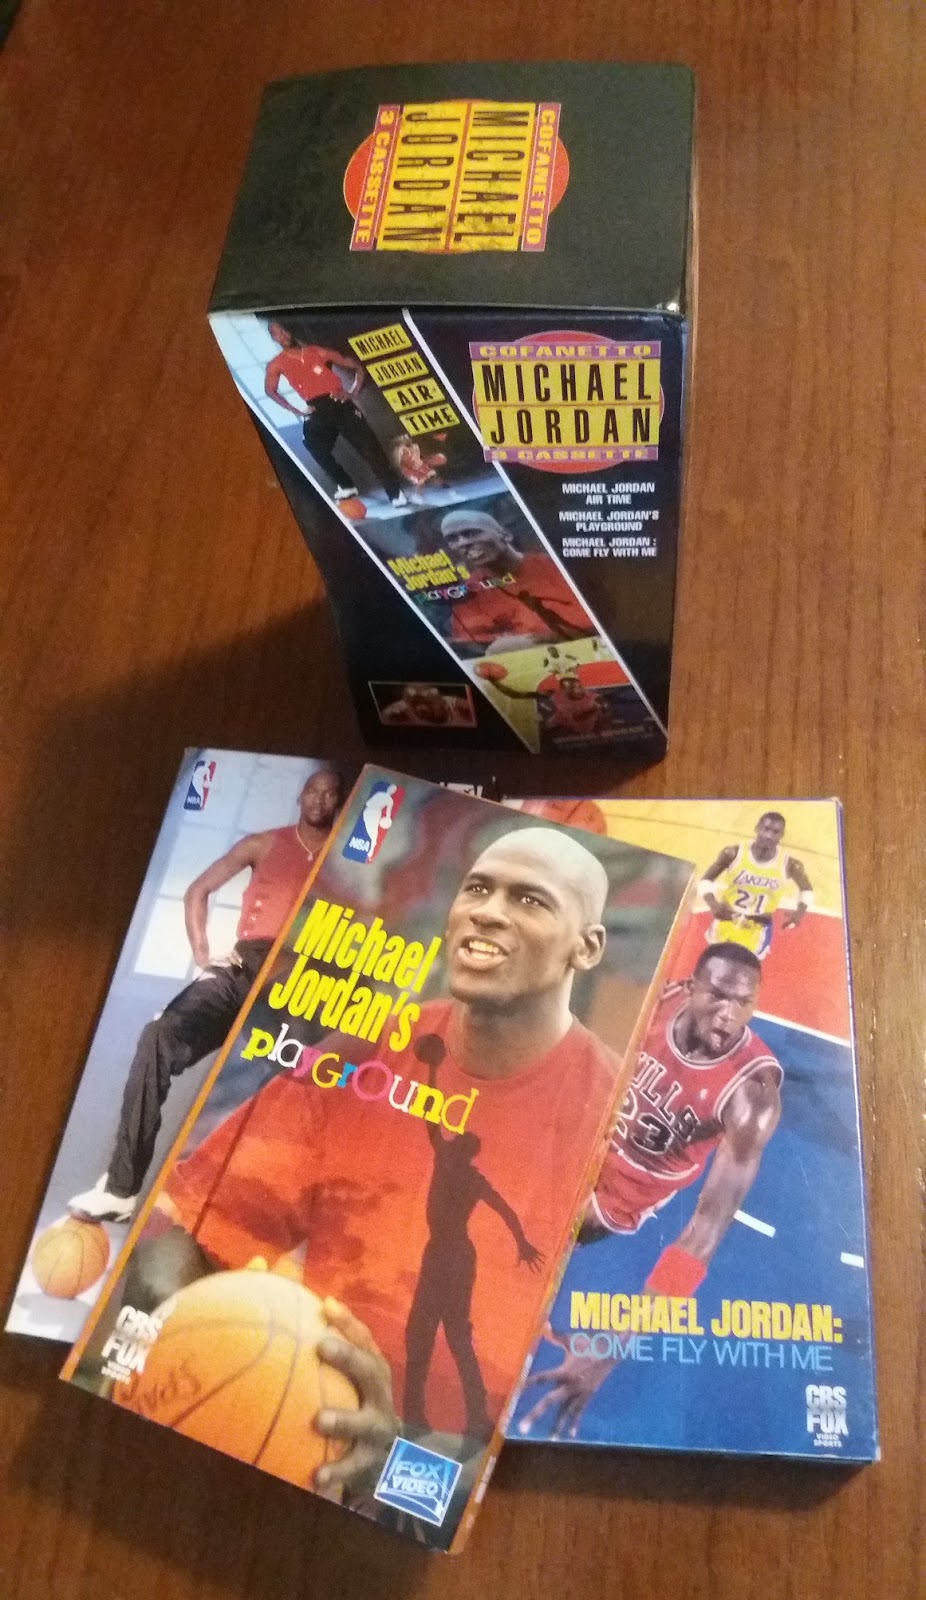 COFANETTO
MICHAEL
JORDAN
3 CASSETTE
MICHAEL
JORDAN
AIR
TIME
COFANETTO
MICHAEL
JORDAN
3 CASSETTE
MICHAEL JORDAN
AIR TIME
MICHAEL JORDAN'S
PLAYGROUND
MICHAEL JORDAN :
COME FLY WITH ME
Michael
Jordan's
playground
MICHAEL JORDAN :
NBA
NBA
Michael
Jordan's
playground
CBS
FOX
FOX
VIDEO
LAKERS
21
BULLS
23
MICHAEL JORDAN:
COME FLY WITH ME
CBS
FOX
VIDEO
SPORTS